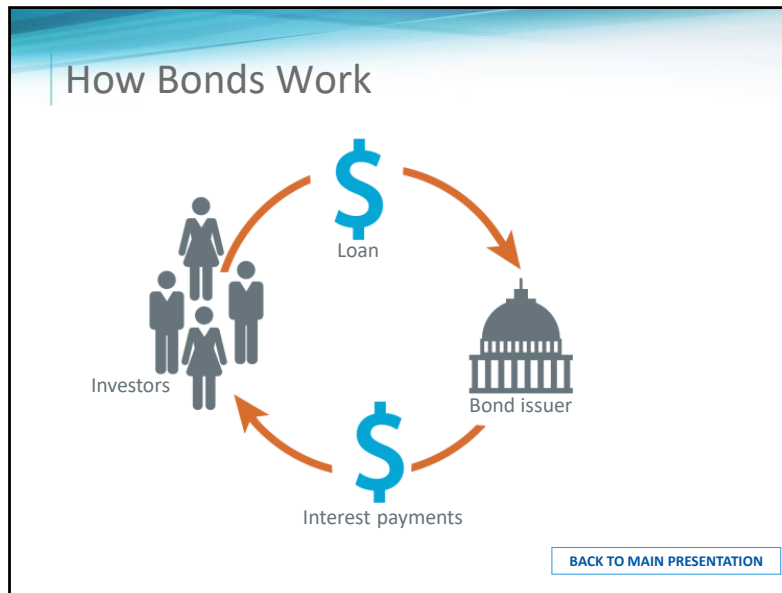 How Bonds Work
$
Loan
Investors
Bond issuer
$
Interest payments
BACK TO MAIN PRESENTATION